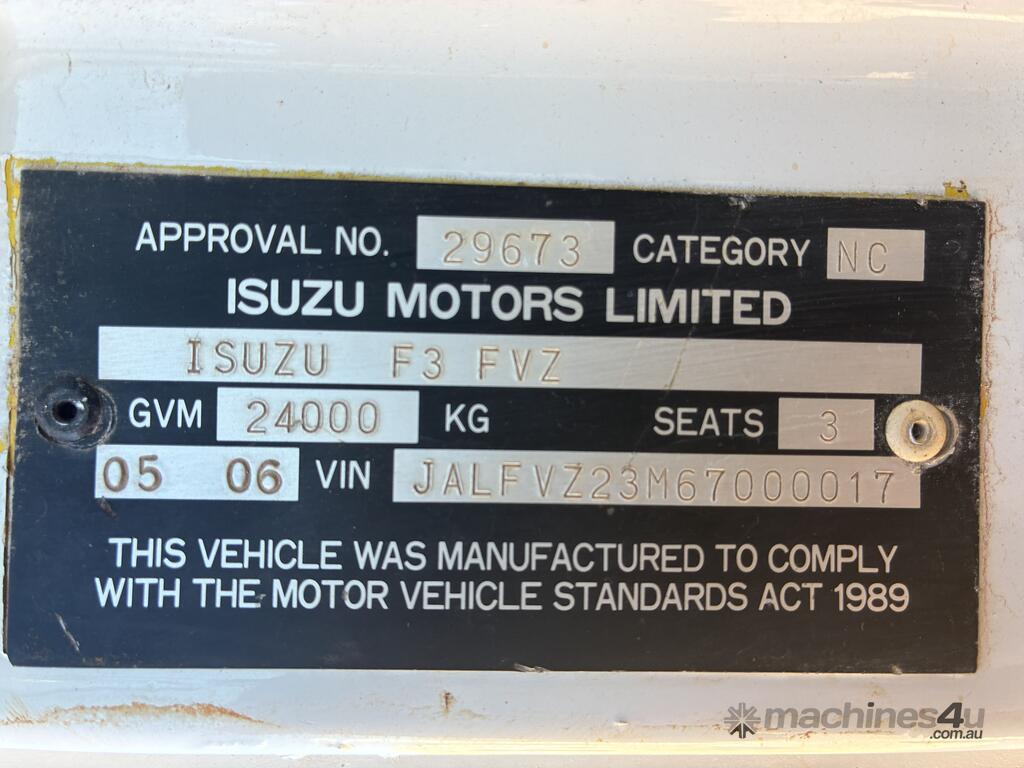 APPROVAL NO. 29673 CATEGORY NC
ISUZU MOTORS LIMITED
ISUZU F3 FVZ
GVM 24000 KG SEATS 3
05 06 VIN JALFVZ23M67000017
THIS VEHICLE WAS MANUFACTURED TO COMPLY
WITH THE MOTOR VEHICLE STANDARDS ACT 1989
machines4u
.com.au